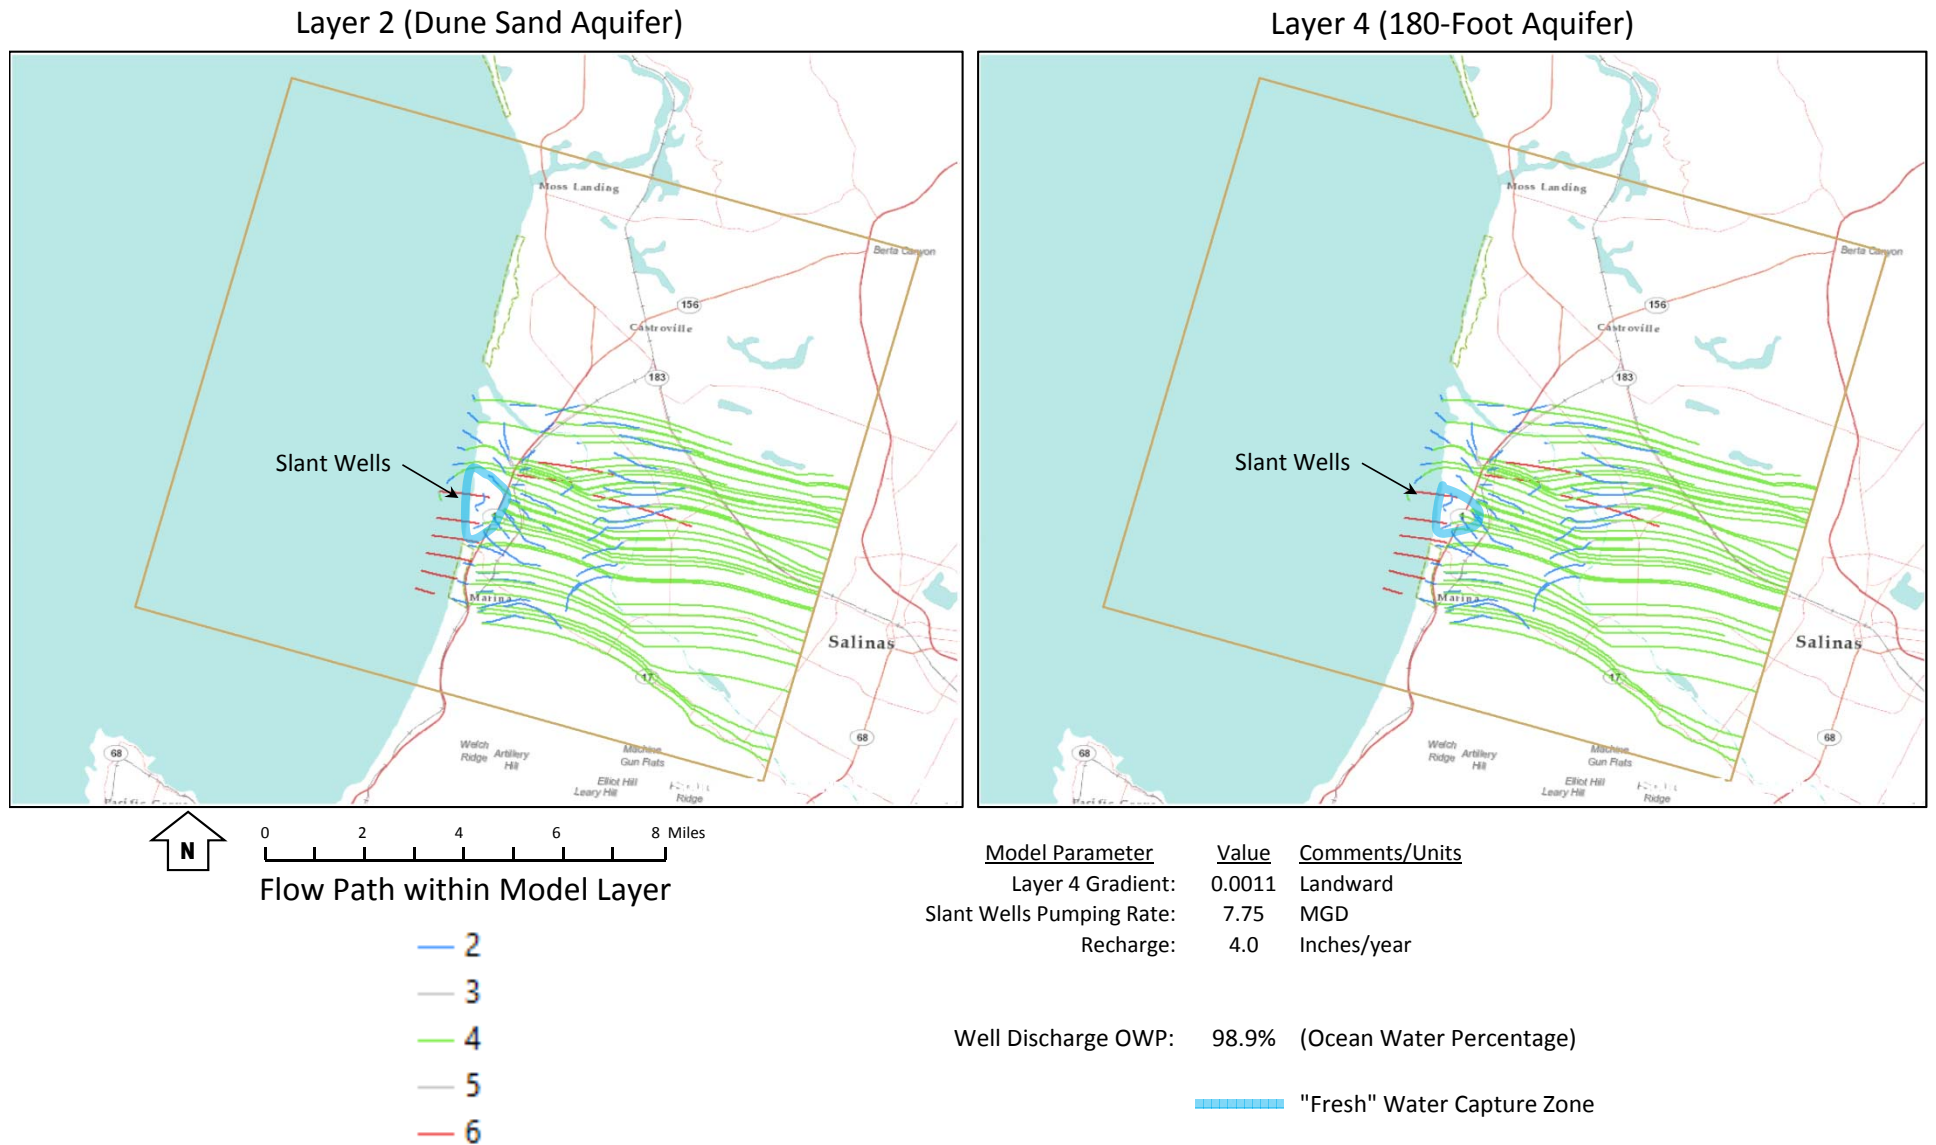 Layer 2 (Dune Sand Aquifer)
Layer 4 (180-Foot Aquifer)
Moss Landing
Berta Canyon
156
Castroville
183
Slant Wells
Marina
Salinas
17
68
Welch
Ridge
Artillery
Hill
Machine
Gun Flats
Elliot Hill
Leary Hill
Ridge
68
Moss Landing
Berta Canyon
156
Castroville
183
Slant Wells
Marina
Salinas
17
68
Welch
Ridge
Artillery
Hill
Machine
Gun Flats
Elliot Hill
Leary Hill
Ridge
68
N
0 2 4 6 8 Miles
Flow Path within Model Layer
2
3
4
5
6
Model Parameter Value Comments/Units
Layer 4 Gradient: 0.0011 Landward
Slant Wells Pumping Rate: 7.75 MGD
Recharge: 4.0 Inches/year
Well Discharge OWP: 98.9% (Ocean Water Percentage)
"Fresh" Water Capture Zone